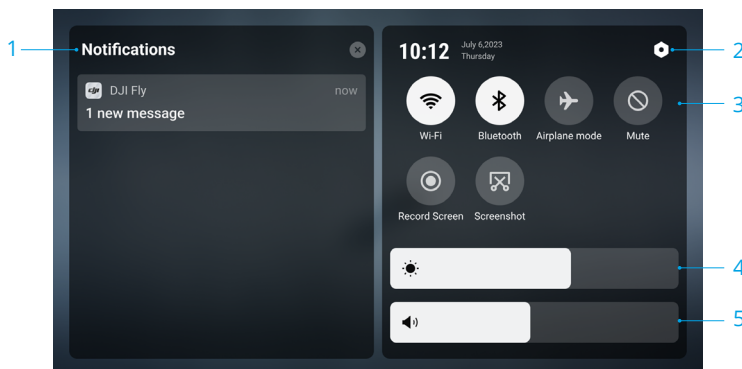 1
Notifications
DJI Fly
now
1 new message
10:12
July 6,2023
Thursday
2
3
Wi-Fi
Bluetooth
Airplane mode
Mute
Record Screen
Screenshot
4
5